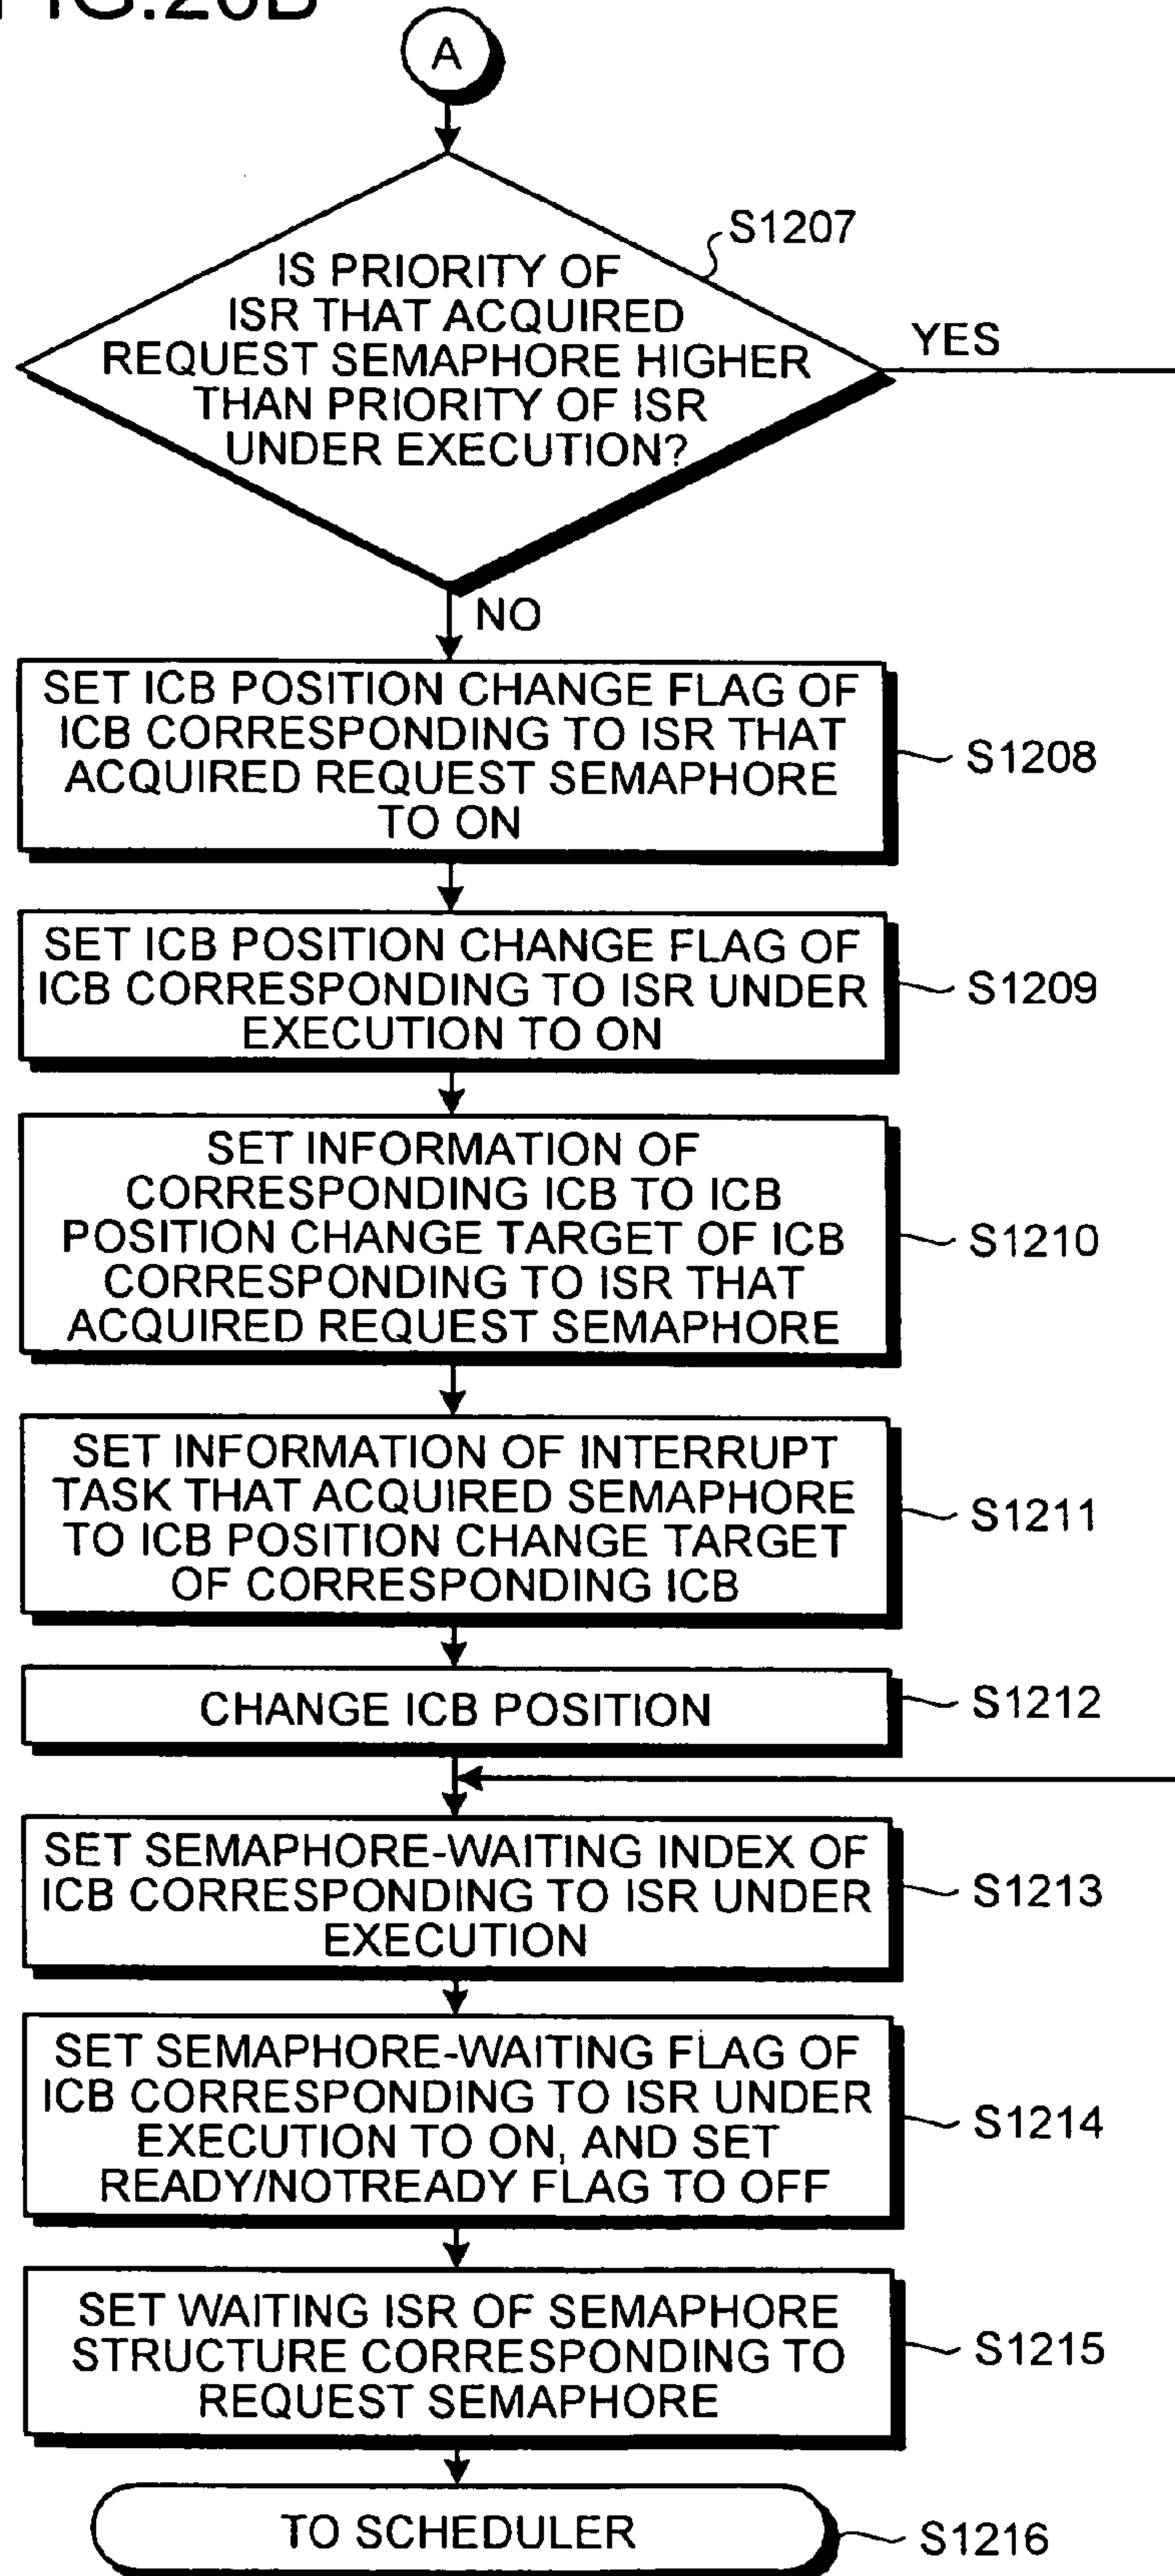 FIG.20B
A
S1207
IS PRIORITY OF
ISR THAT ACQUIRED
REQUEST SEMAPHORE HIGHER
THAN PRIORITY OF ISR
UNDER EXECUTION?
YES
NO
SET ICB POSITION CHANGE FLAG OF
ICB CORRESPONDING TO ISR THAT
ACQUIRED REQUEST SEMAPHORE
TO ON
S1208
SET ICB POSITION CHANGE FLAG OF
ICB CORRESPONDING TO ISR UNDER
EXECUTION TO ON
S1209
SET INFORMATION OF
CORRESPONDING ICB TO ICB
POSITION CHANGE TARGET OF ICB
CORRESPONDING TO ISR THAT
ACQUIRED REQUEST SEMAPHORE
S1210
SET INFORMATION OF INTERRUPT
TASK THAT ACQUIRED SEMAPHORE
TO ICB POSITION CHANGE TARGET
OF CORRESPONDING ICB
S1211
CHANGE ICB POSITION
S1212
SET SEMAPHORE-WAITING INDEX OF
ICB CORRESPONDING TO ISR UNDER
EXECUTION
S1213
SET SEMAPHORE-WAITING FLAG OF
ICB CORRESPONDING TO ISR UNDER
EXECUTION TO ON, AND SET
READY/NOTREADY FLAG TO OFF
S1214
SET WAITING ISR OF SEMAPHORE
STRUCTURE CORRESPONDING TO
REQUEST SEMAPHORE
S1215
TO SCHEDULER
S1216